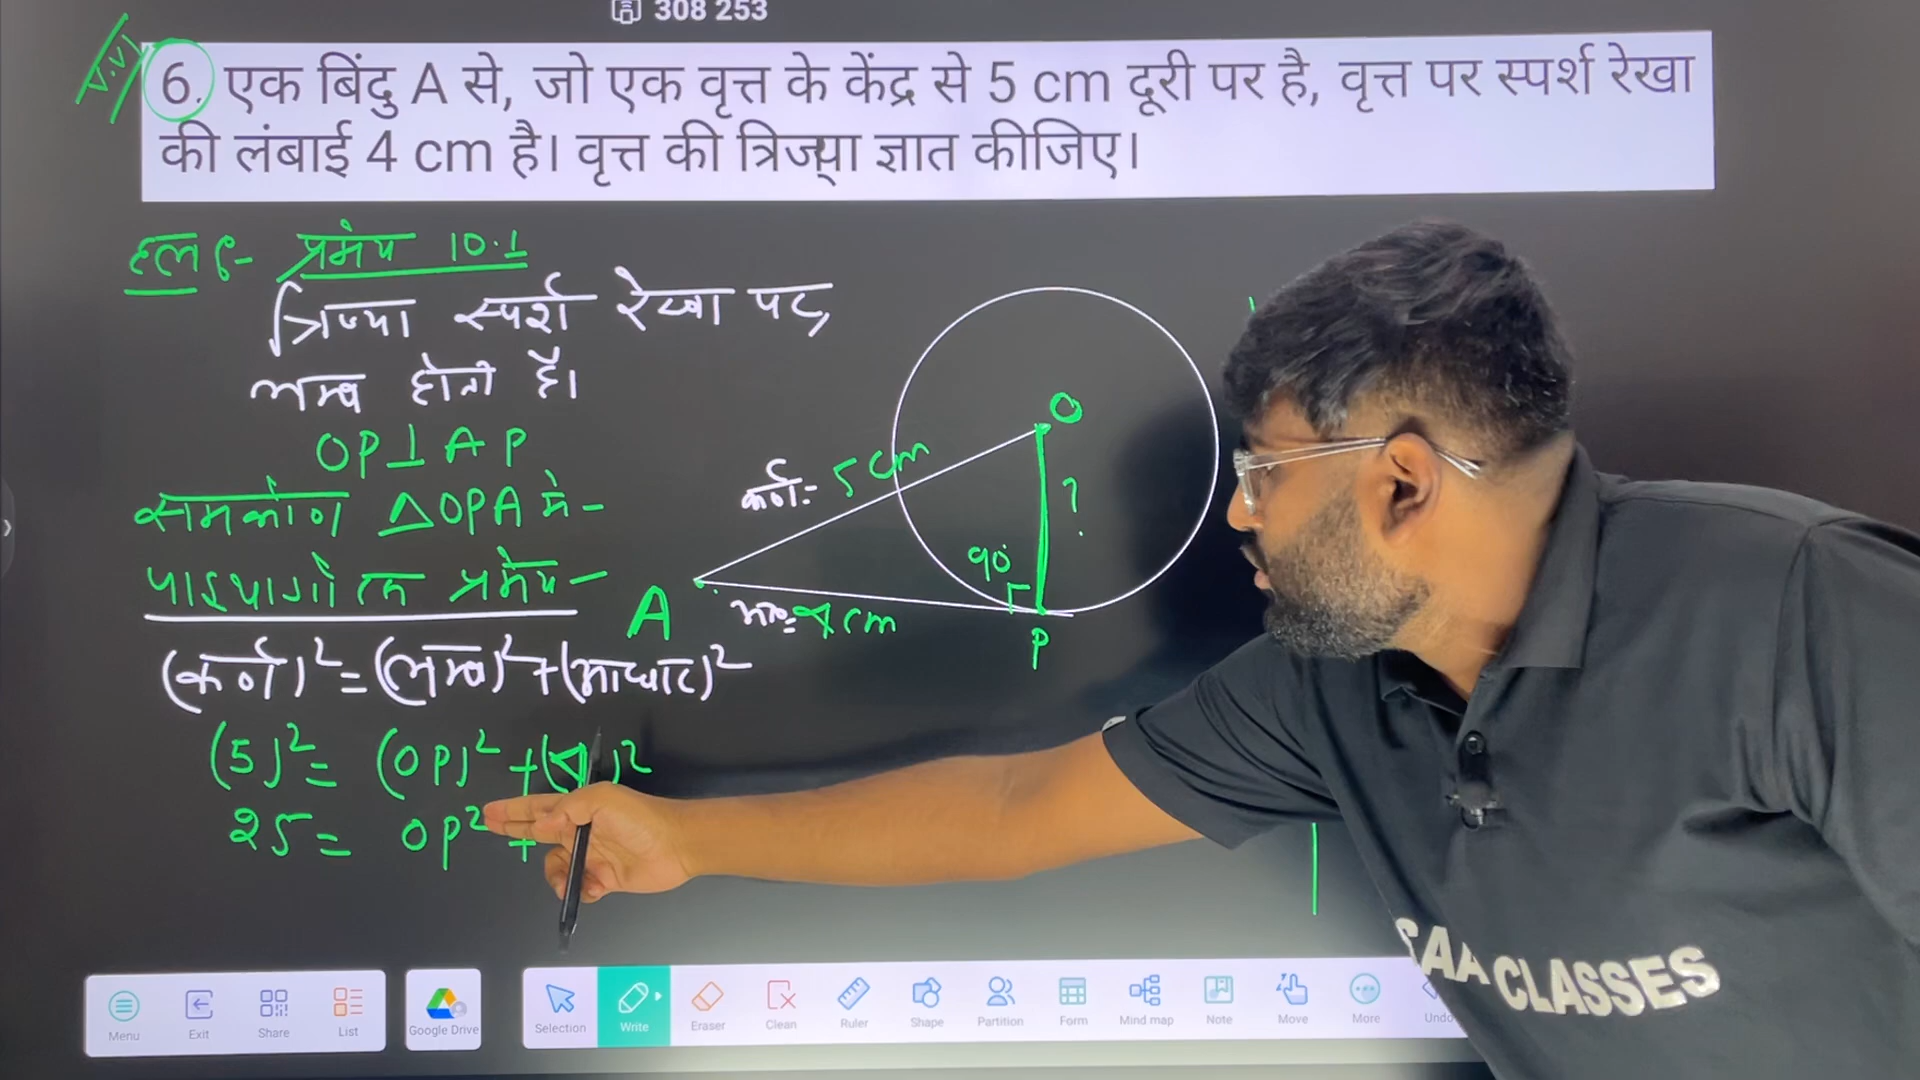 308 253
V.V.I
6. एक बिंदु A से, जो एक वृत्त के केंद्र से 5 cm दूरी पर है, वृत्त पर स्पर्श रेखा
की लंबाई 4 cm है। वृत्त की त्रिज्या ज्ञात कीजिए।
हल :- प्रमेय 10.1
त्रिज्या स्पर्श रेखा पर,
लम्ब होती है।
OP⊥AP
समकोण △OPA में -
पाइथागोरस प्रमेय -
(कर्ण)² = (लम्ब)² + (आधार)²
(5)² = (OP)² + (4)²
25 = OP² +
O
कर्ण:- 5 cm
?
90°
A
4 cm
P
SAA CLASSES
Menu
Exit
Share
List
Google Drive
Selection
Write
Eraser
Clean
Ruler
Shape
Partition
Form
Mind map
Note
Move
More
Undo